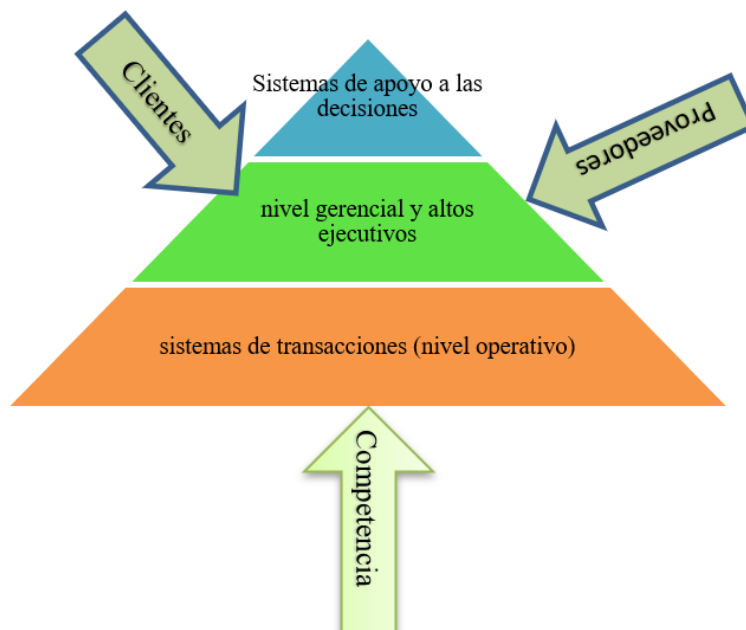 Clientes
Sistemas de apoyo a las
decisiones
Proveedores
nivel gerencial y altos
ejecutivos
sistemas de transacciones (nivel operativo)
Competencia